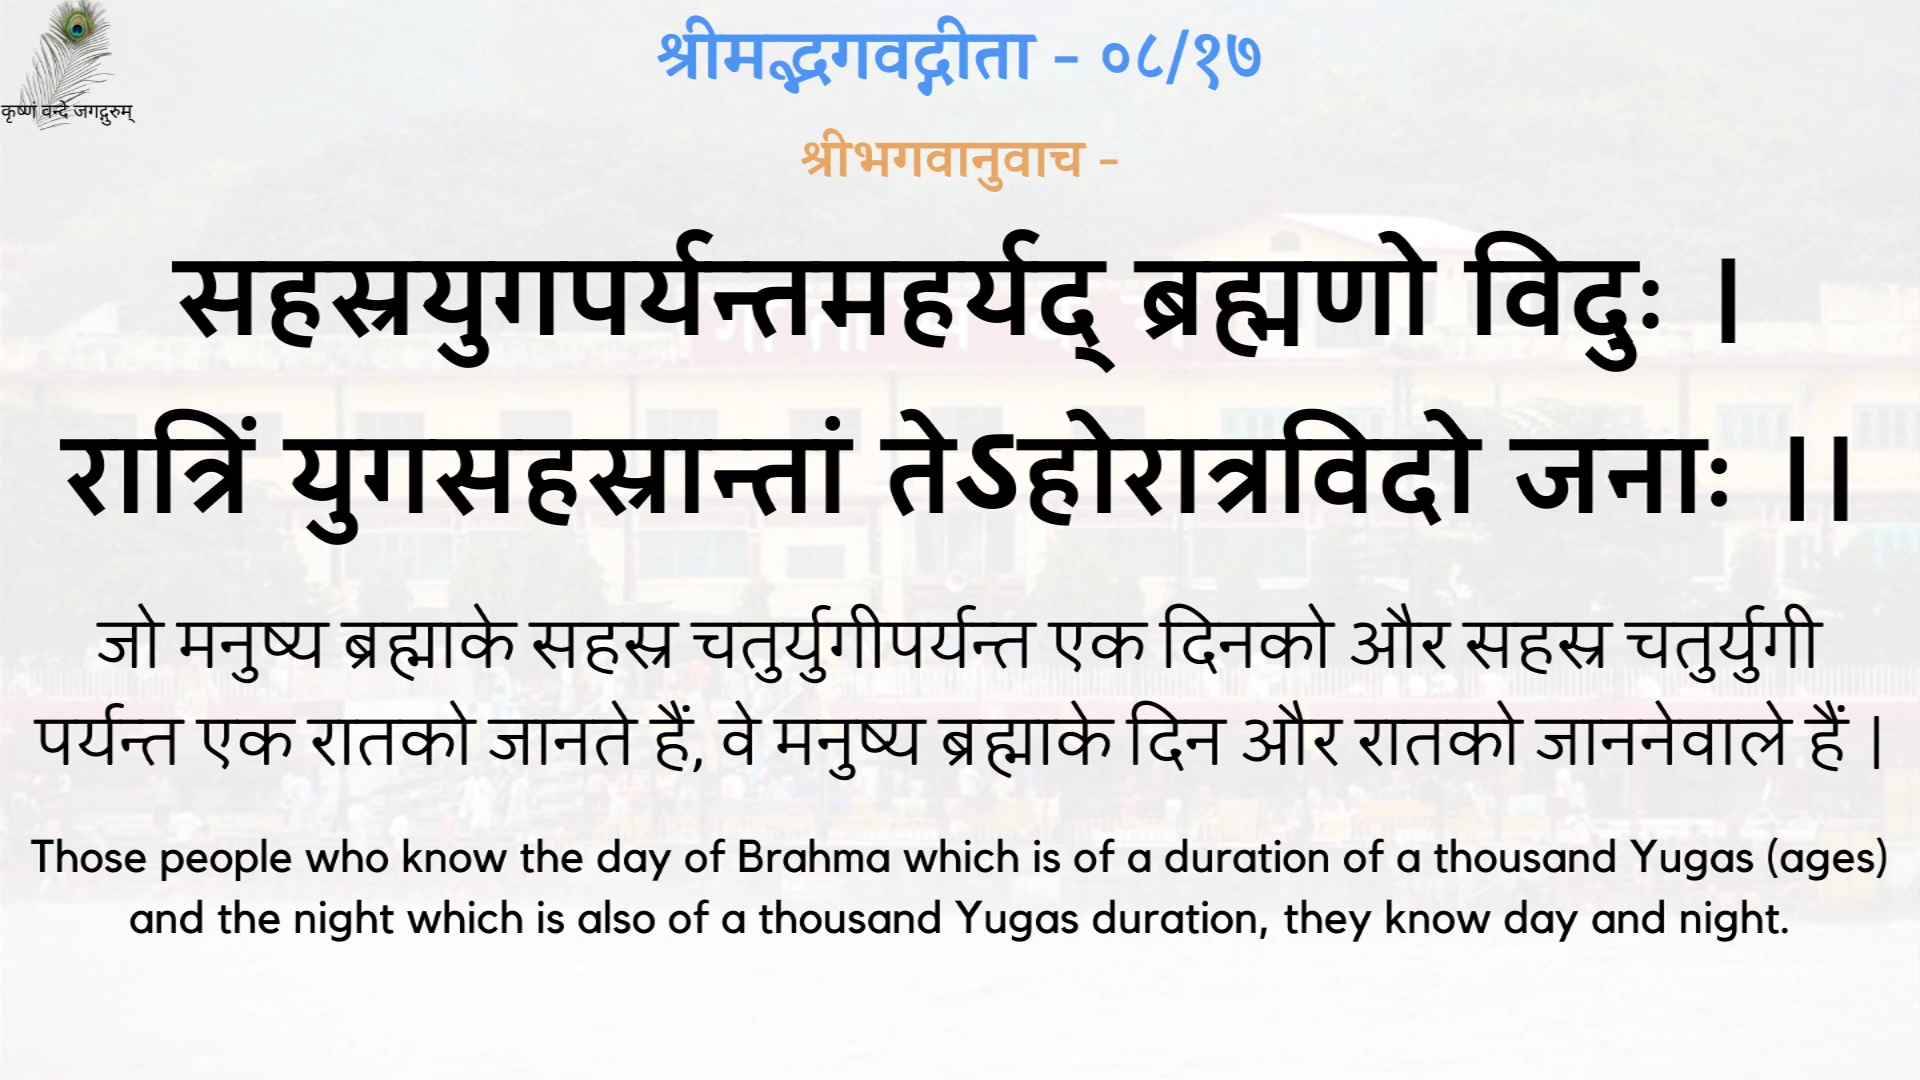 श्रीमद्भगवद्गीता - ०८/१७
कृष्णं वन्दे जगद्गुरुम्
श्रीभगवानुवाच -
सहस्रयुगपर्यन्तमहर्यद् ब्रह्मणो विदुः ।
रात्रिं युगसहस्रान्तां तेऽहोरात्रविदो जनाः ।।
जो मनुष्य ब्रह्माके सहस्र चतुर्युगीपर्यन्त एक दिनको और सहस्र चतुर्युगी
पर्यन्त एक रातको जानते हैं, वे मनुष्य ब्रह्माके दिन और रातको जाननेवाले हैं ।
Those people who know the day of Brahma which is of a duration of a thousand Yugas (ages)
and the night which is also of a thousand Yugas duration, they know day and night.